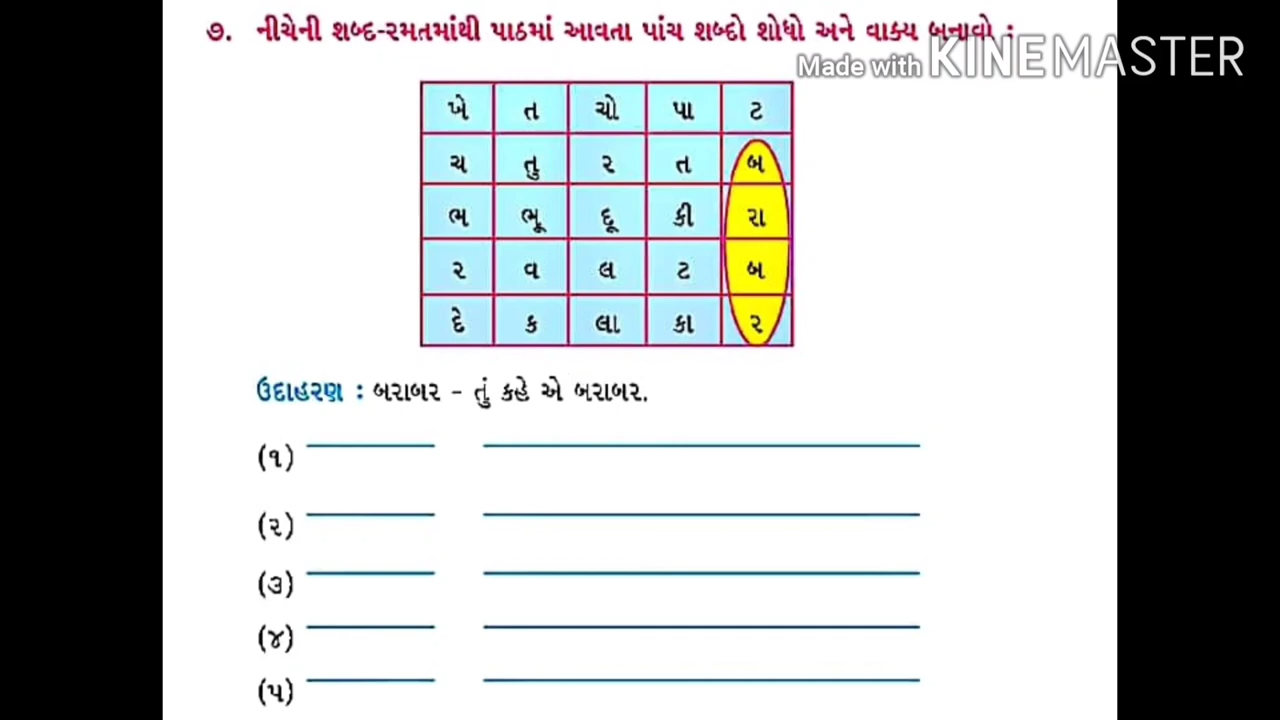 ૭. નીચેની શબ્દ-રમતમાંથી પાઠમાં આવતા પાંચ શબ્દો શોધો અને વાક્ય બનાવો :
Made with KINEMASTER
ખે ત ચો પા ટ
ચ તુ ર ત બ
ભ ભૂ દૂ કી રા
ર વ લ ટ બ
દે ક લા કા ર
ઉદાહરણ : બરાબર - તું કહે એ બરાબર.
(૧)
(૨)
(૩)
(૪)
(૫)